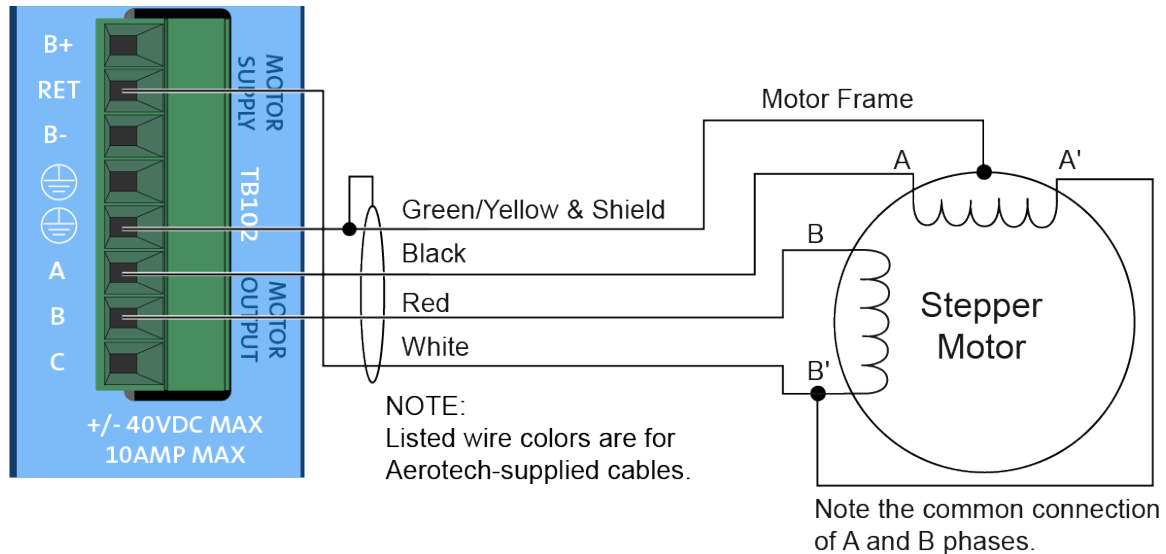 B+
RET
B-
A
B
C
MOTOR
SUPPLY
TB102
MOTOR
OUTPUT
+/- 40VDC MAX
10AMP MAX
Motor Frame
A
A'
Green/Yellow & Shield
Black
B
Red
White
B'
Stepper
Motor
NOTE:
Listed wire colors are for
Aerotech-supplied cables.
Note the common connection
of A and B phases.